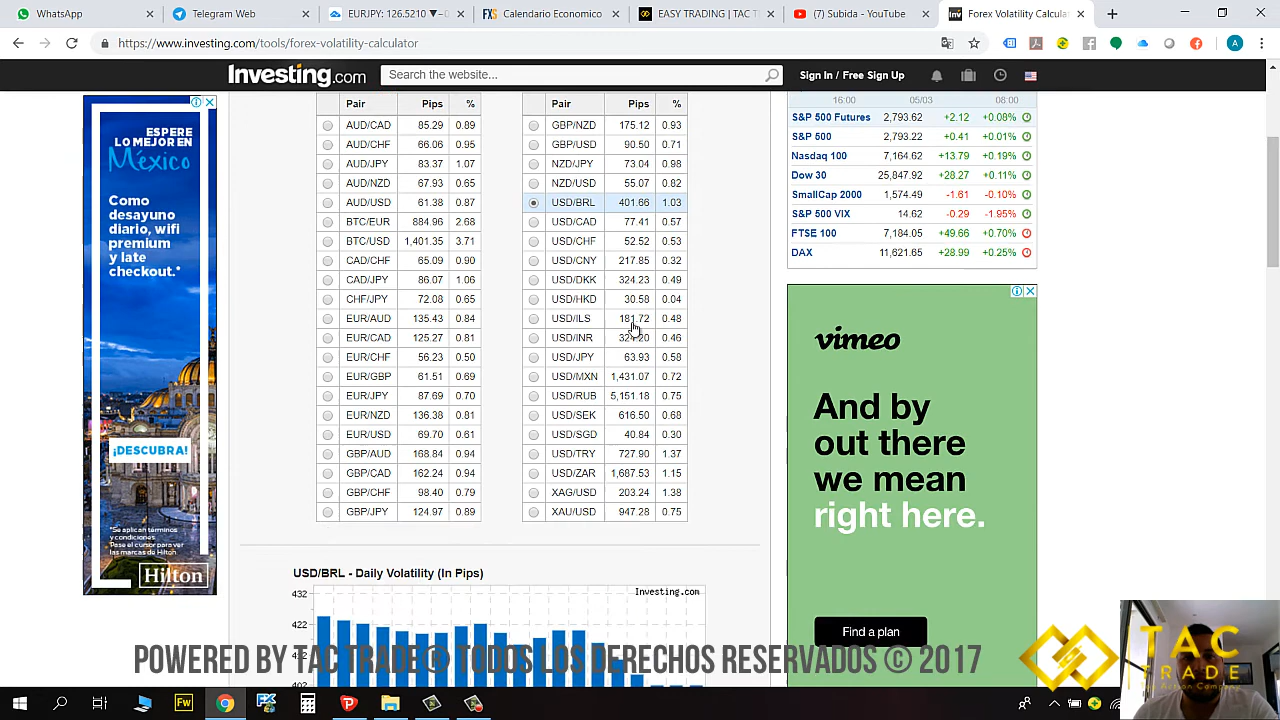 WhatsApp
Telegram Web
EURJPY: 126.5210 ▼−0
Calendario Economico
EASY TRADING | TAC T
(7) Subida - YouTube
Forex Volatility Calcula
https://www.investing.com/tools/forex-volatility-calculator
Investing.com
Search the website...
Sign In / Free Sign Up
Pair Pips %
AUD/CAD 85.29 0.89
AUD/CHF 66.06 0.95
AUD/JPY 83.37 1.07
AUD/NZD 67.93 0.65
AUD/USD 61.38 0.87
BTC/EUR 884.96 2.68
BTC/USD 1,401.35 3.71
CAD/CHF 65.09 0.90
CAD/JPY 86.07 1.06
CHF/JPY 72.08 0.65
EUR/AUD 135.43 0.84
EUR/CAD 125.27 0.81
EUR/CHF 56.23 0.50
EUR/GBP 61.51 0.69
EUR/JPY 87.69 0.70
EUR/NZD 136.38 0.81
EUR/USD 69.70 0.61
GBP/AUD 168.84 0.94
GBP/CAD 162.24 0.94
GBP/CHF 98.40 0.79
GBP/JPY 124.97 0.89
Pair Pips %
GBP/NZD 175.12 0.93
GBP/USD 90.50 0.71
NZD/JPY 73.04 0.98
NZD/USD 55.07 0.82
USD/BRL 401.66 1.03
USD/CAD 77.41 0.57
USD/CHF 52.52 0.53
USD/CNY 217.85 0.32
USD/DKK 324.23 0.49
USD/HKD 30.58 0.04
USD/ILS 181.72 0.48
USD/INR 0.46
USD/JPY 63.93 0.58
USD/MXN 1,431.07 0.72
USD/RUB 5,151.18 0.75
USD/SEK 616.50 0.68
USD/SGD 40.84 0.30
USD/TRY 727.90 1.37
USD/ZAR 1,687.53 1.15
XAG/USD 203.24 1.38
XAU/USD 947.28 0.75
16:00 05/03 08:00
S&P 500 Futures 2,793.62 +2.12 +0.08%
S&P 500 2,793.22 +0.41 +0.01%
Nasdaq 100 7,164.62 +13.79 +0.19%
Dow 30 25,847.92 +28.27 +0.11%
SmallCap 2000 1,574.49 -1.61 -0.10%
S&P 500 VIX 14.62 -0.29 -1.95%
FTSE 100 7,184.05 +49.66 +0.70%
DAX 11,621.65 +28.99 +0.25%
ESPERE
LO MEJOR EN
México
Como
desayuno
diario, wifi
premium
y late
checkout.*
¡DESCUBRA!
*Se aplican términos
y condiciones
Pase el cursor para ver
las marcas de Hilton
Hilton
vimeo
And by
out there
we mean
right here.
Find a plan
USD/BRL - Daily Volatility (In Pips)
Investing.com
432
422
412
402
POWERED BY TAC TRADE® TODOS LOS DERECHOS RESERVADOS © 2017
TAC
TRADE